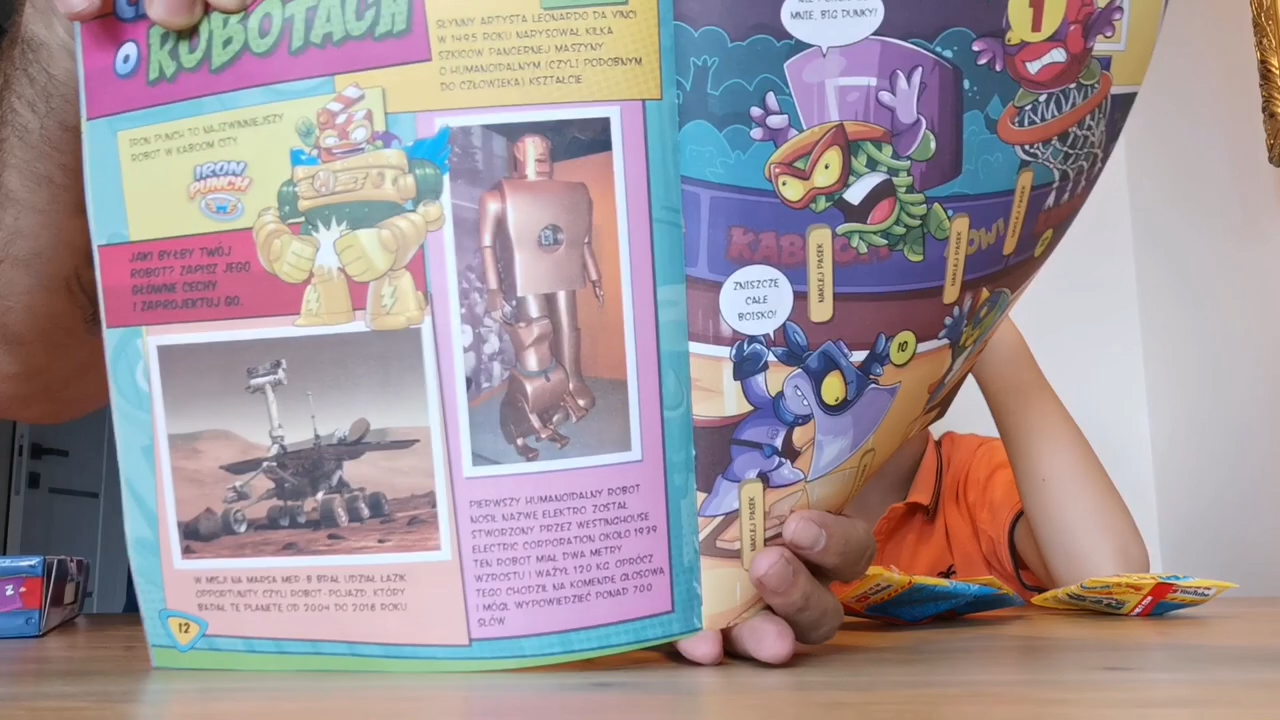 O ROBOTACH
SŁYNNY ARTYSTA LEONARDO DA VINCI
W 1495 ROKU NARYSOWAŁ KILKA
SZKICÓW PANCERNEJ MASZYNY
O HUMANOIDALNYM (CZYLI PODOBNYM
DO CZŁOWIEKA) KSZTAŁCIE
IRON PUNCH TO NAJZWINNIEJSZY
ROBOT W KABOOM CITY
IRON
PUNCH
JAKI BYŁBY TWÓJ
ROBOT? ZAPISZ JEGO
GŁÓWNE CECHY
I ZAPROJEKTUJ GO.
W MISJI NA MARSA MER-B BRAŁ UDZIAŁ ŁAZIK
OPPORTUNITY, CZYLI ROBOT-POJAZD, KTÓRY
BADAŁ TĘ PLANETĘ OD 2004 DO 2018 ROKU
12
PIERWSZY HUMANOIDALNY ROBOT
NOSIŁ NAZWĘ ELEKTRO. ZOSTAŁ
STWORZONY PRZEZ WESTINGHOUSE
ELECTRIC CORPORATION OKOŁO 1939
TEN ROBOT MIAŁ DWA METRY
WZROSTU I WAŻYŁ 120 KG. OPRÓCZ
TEGO CHODZIŁ NA KOMENDĘ GŁOSOWĄ
I MÓGŁ WYPOWIEDZIEĆ PONAD 700
SŁÓW
MNIE, BIG DUNKY!
1
NAKLEJ PASEK
NAKLEJ PASEK
NAKLEJ PASEK
ZNISZCZĘ
CAŁE
BOISKO!
10
NAKLEJ PASEK
YouTube